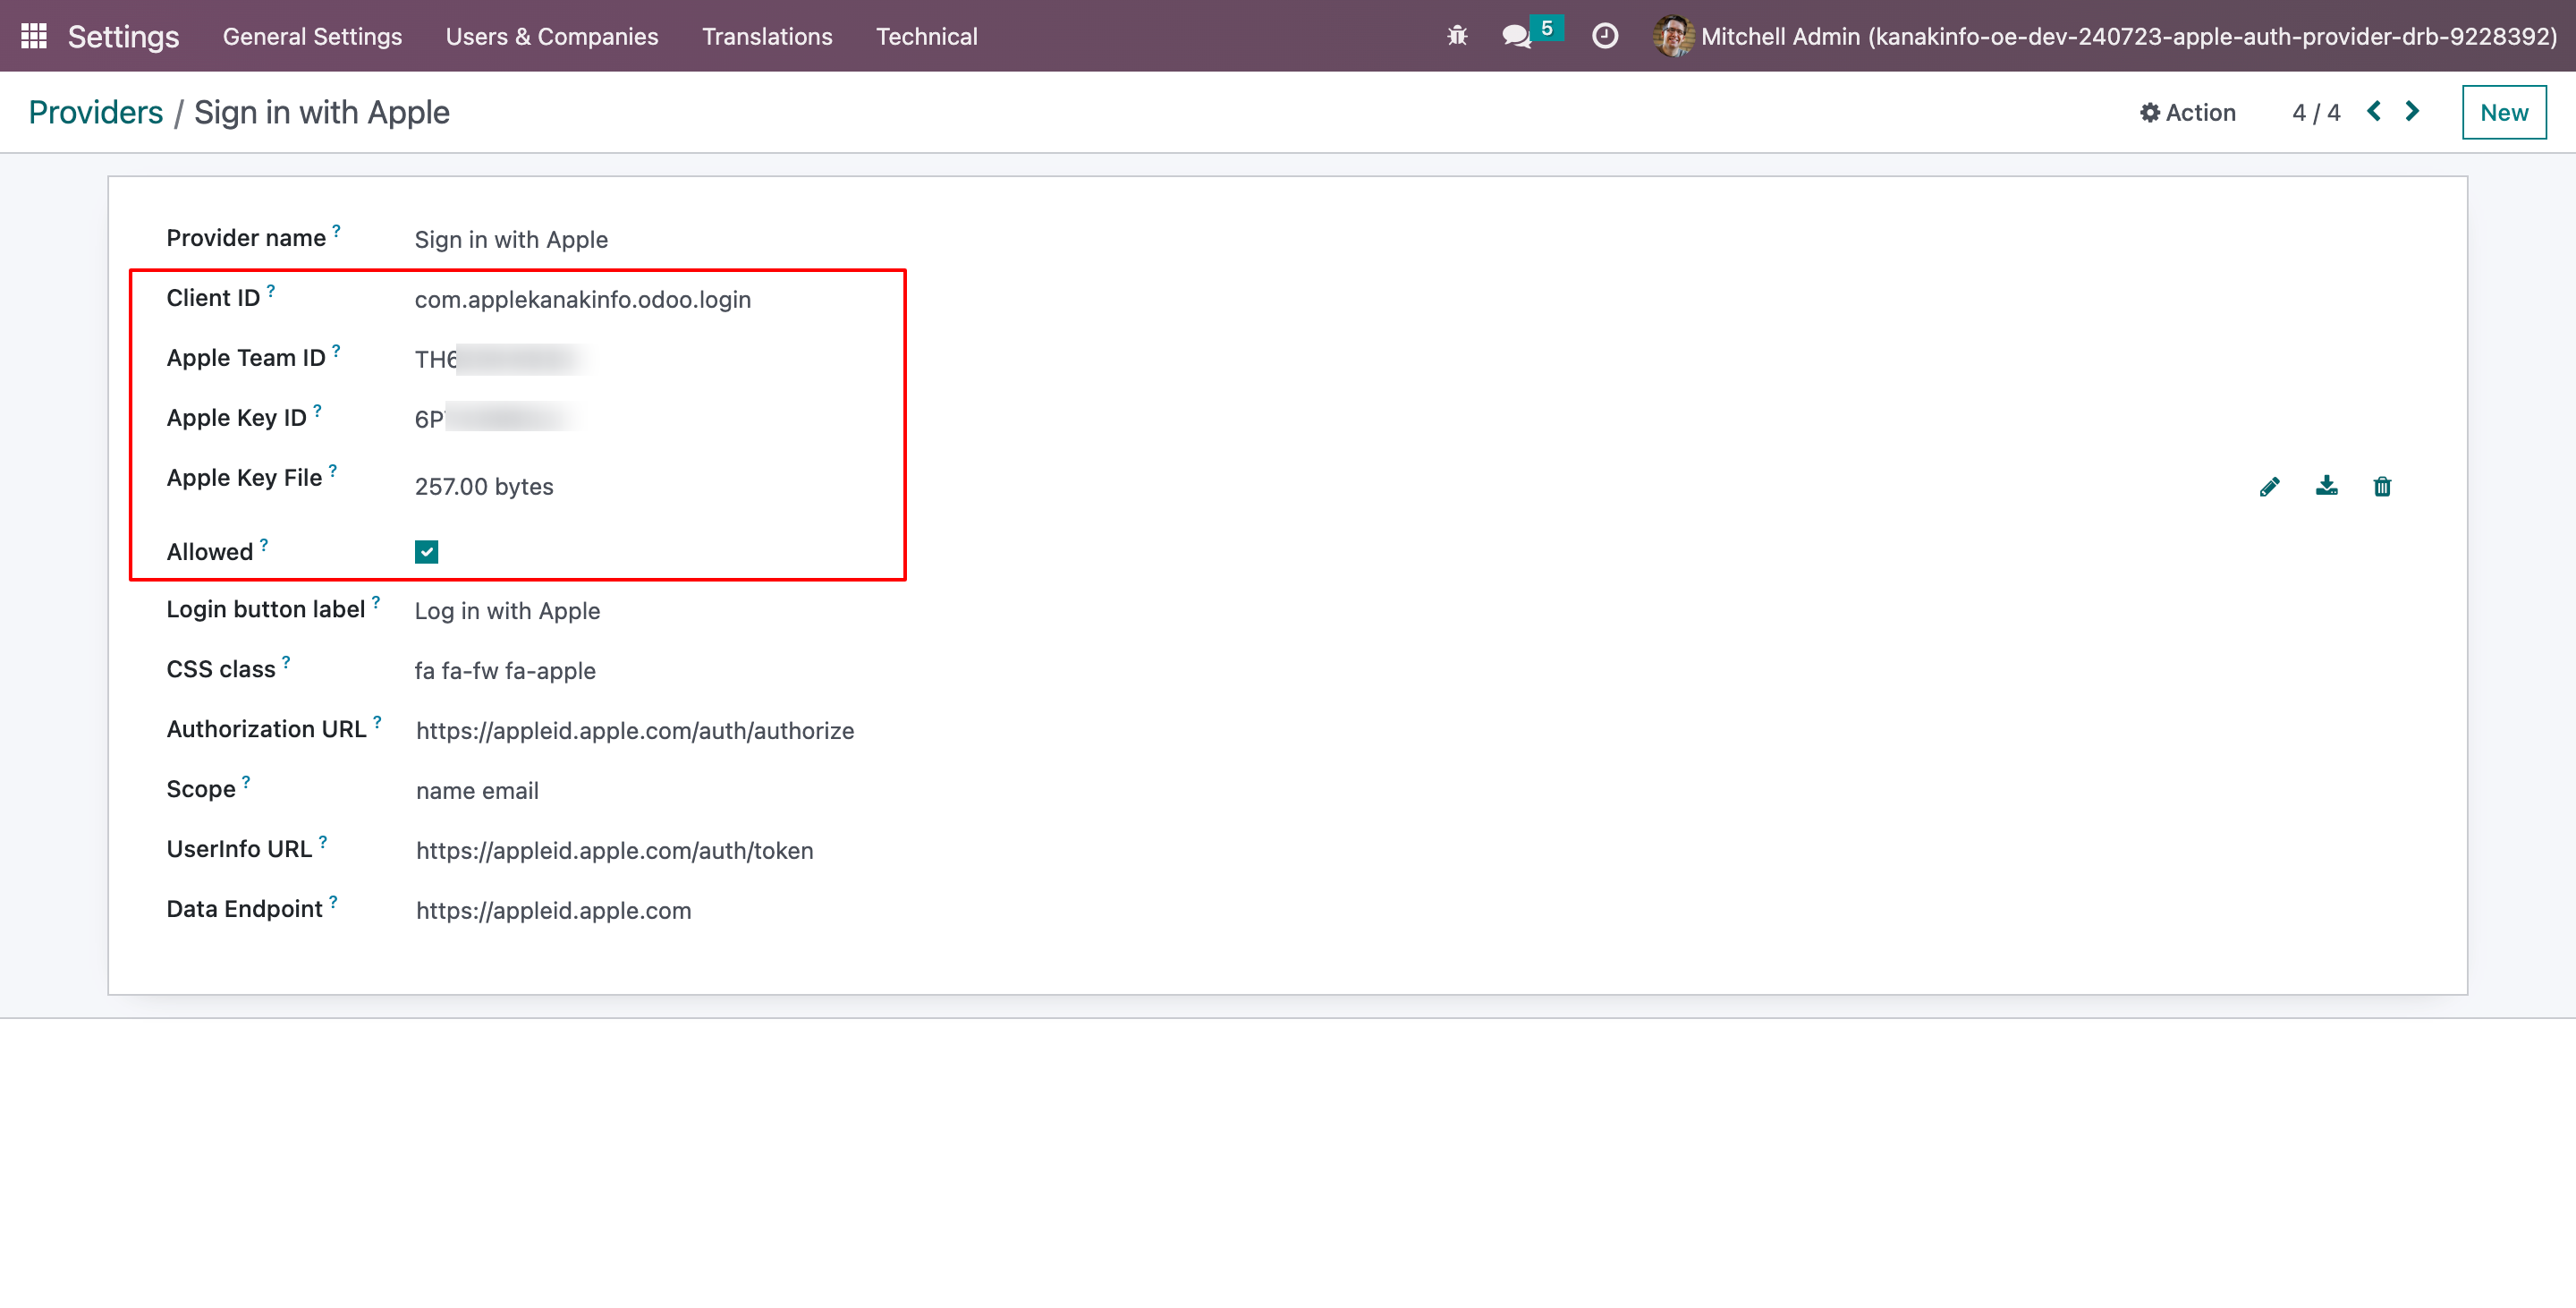 Settings General Settings Users & Companies Translations Technical 5 Mitchell Admin (kanakinfo-oe-dev-240723-apple-auth-provider-drb-9228392)
Providers / Sign in with Apple Action 4 / 4 New
Provider name ? Sign in with Apple
Client ID ? com.applekanakinfo.odoo.login
Apple Team ID ? TH6
Apple Key ID ? 6P
Apple Key File ? 257.00 bytes
Allowed ?
Login button label ? Log in with Apple
CSS class ? fa fa-fw fa-apple
Authorization URL ? https://appleid.apple.com/auth/authorize
Scope ? name email
UserInfo URL ? https://appleid.apple.com/auth/token
Data Endpoint ? https://appleid.apple.com